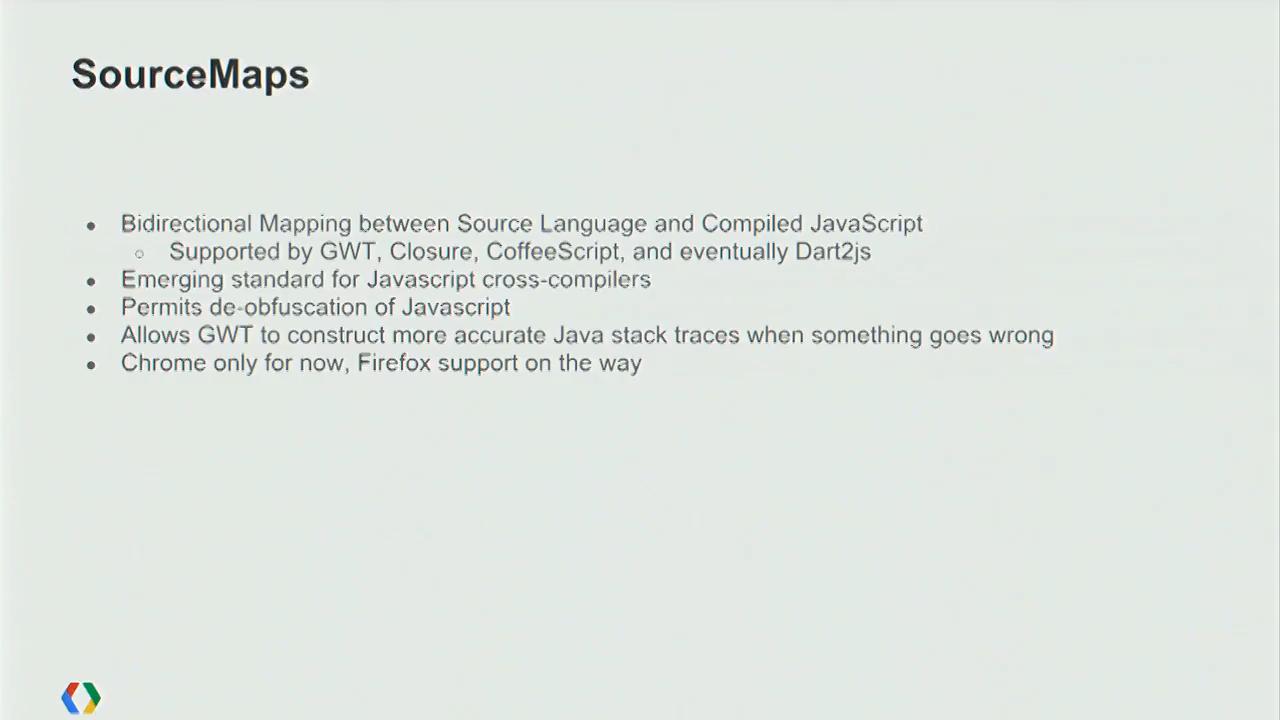 SourceMaps
● Bidirectional Mapping between Source Language and Compiled JavaScript
○ Supported by GWT, Closure, CoffeeScript, and eventually Dart2js
● Emerging standard for Javascript cross-compilers
● Permits de-obfuscation of Javascript
● Allows GWT to construct more accurate Java stack traces when something goes wrong
● Chrome only for now, Firefox support on the way